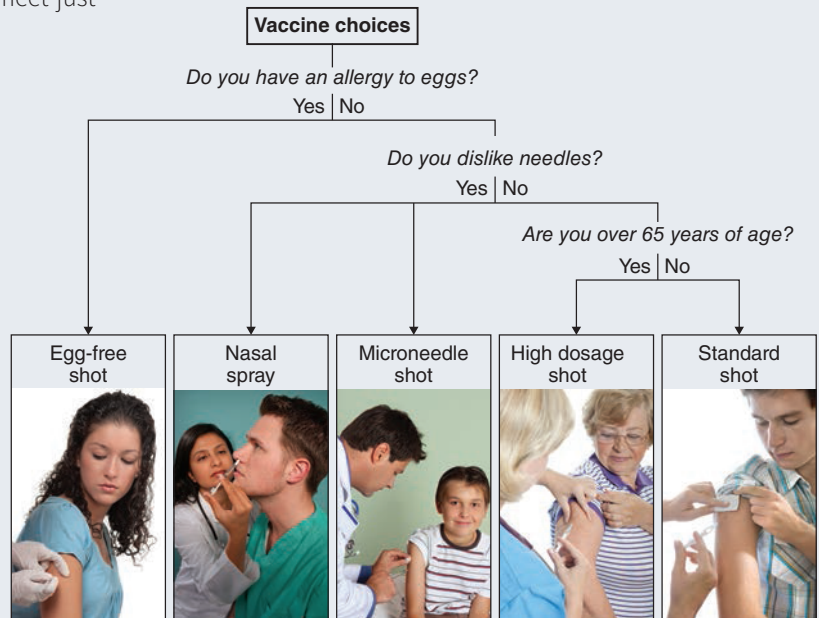 neet just
Vaccine choices
Do you have an allergy to eggs?
Yes No
Do you dislike needles?
Yes No
Are you over 65 years of age?
Yes No
Egg-free
shot
Nasal
spray
Microneedle
shot
High dosage
shot
Standard
shot